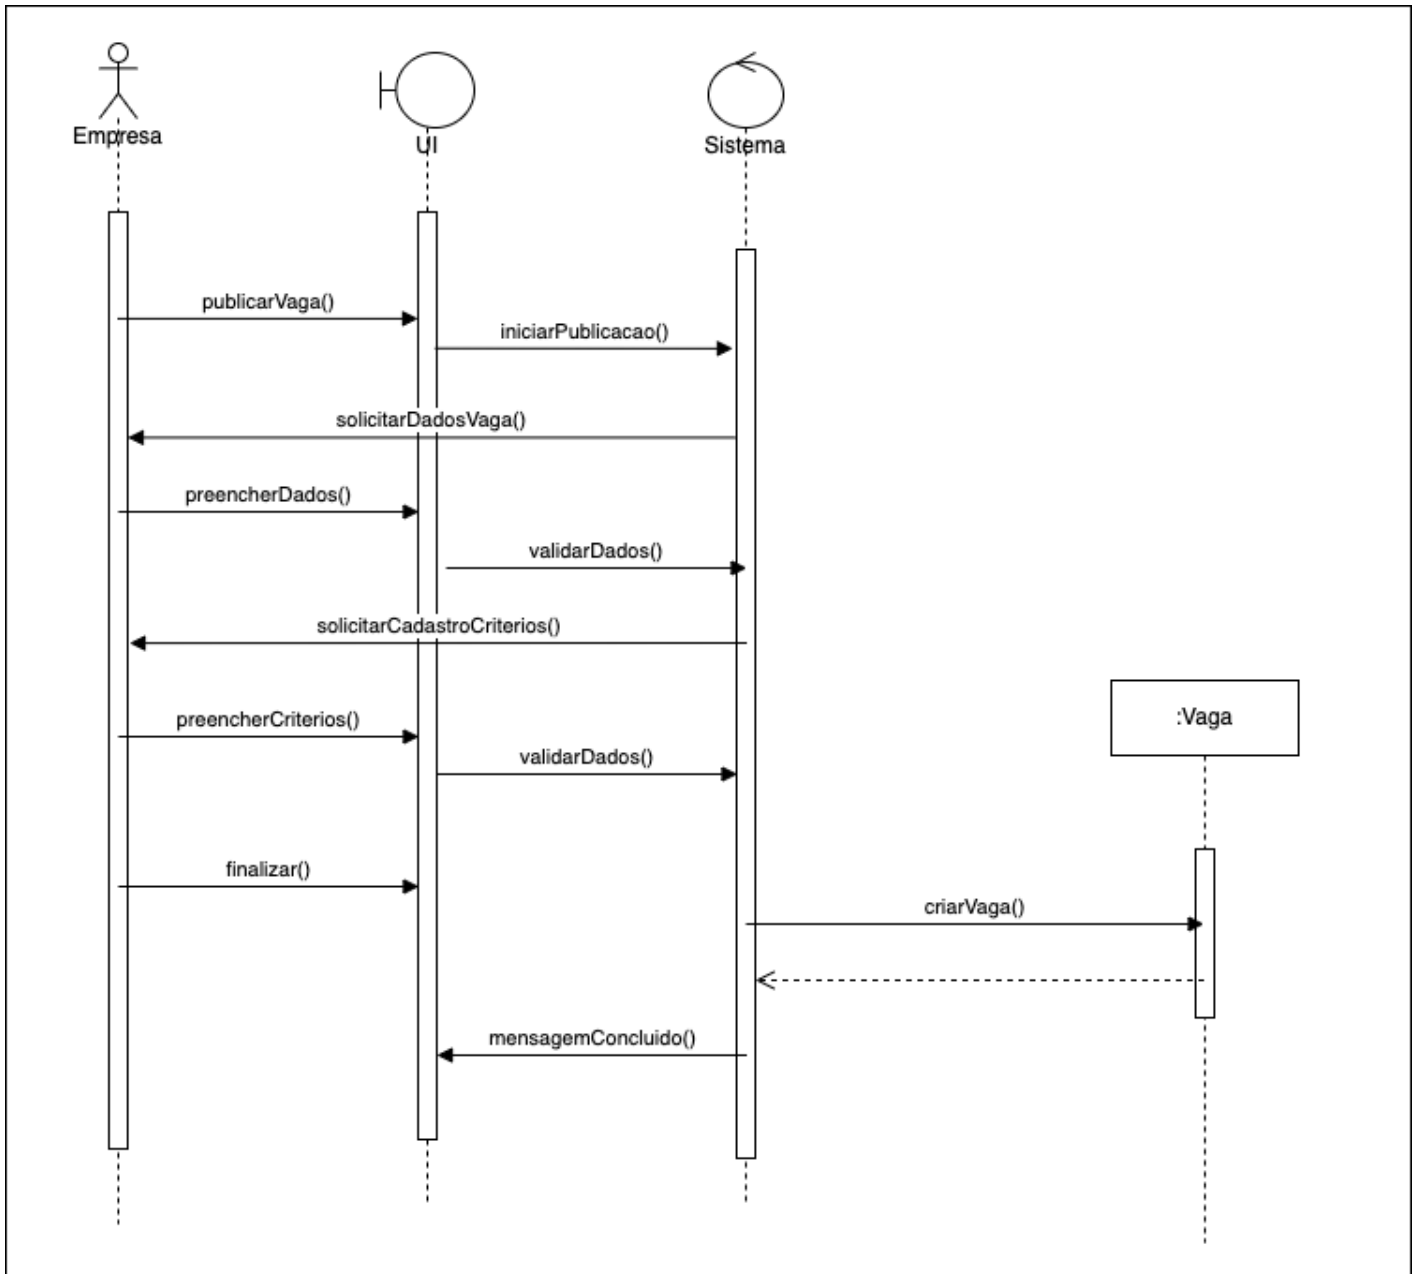 Empresa
UI
Sistema
publicarVaga()
iniciarPublicacao()
solicitarDadosVaga()
preencherDados()
validarDados()
solicitarCadastroCriterios()
:Vaga
preencherCriterios()
validarDados()
finalizar()
criarVaga()
mensagemConcluido()